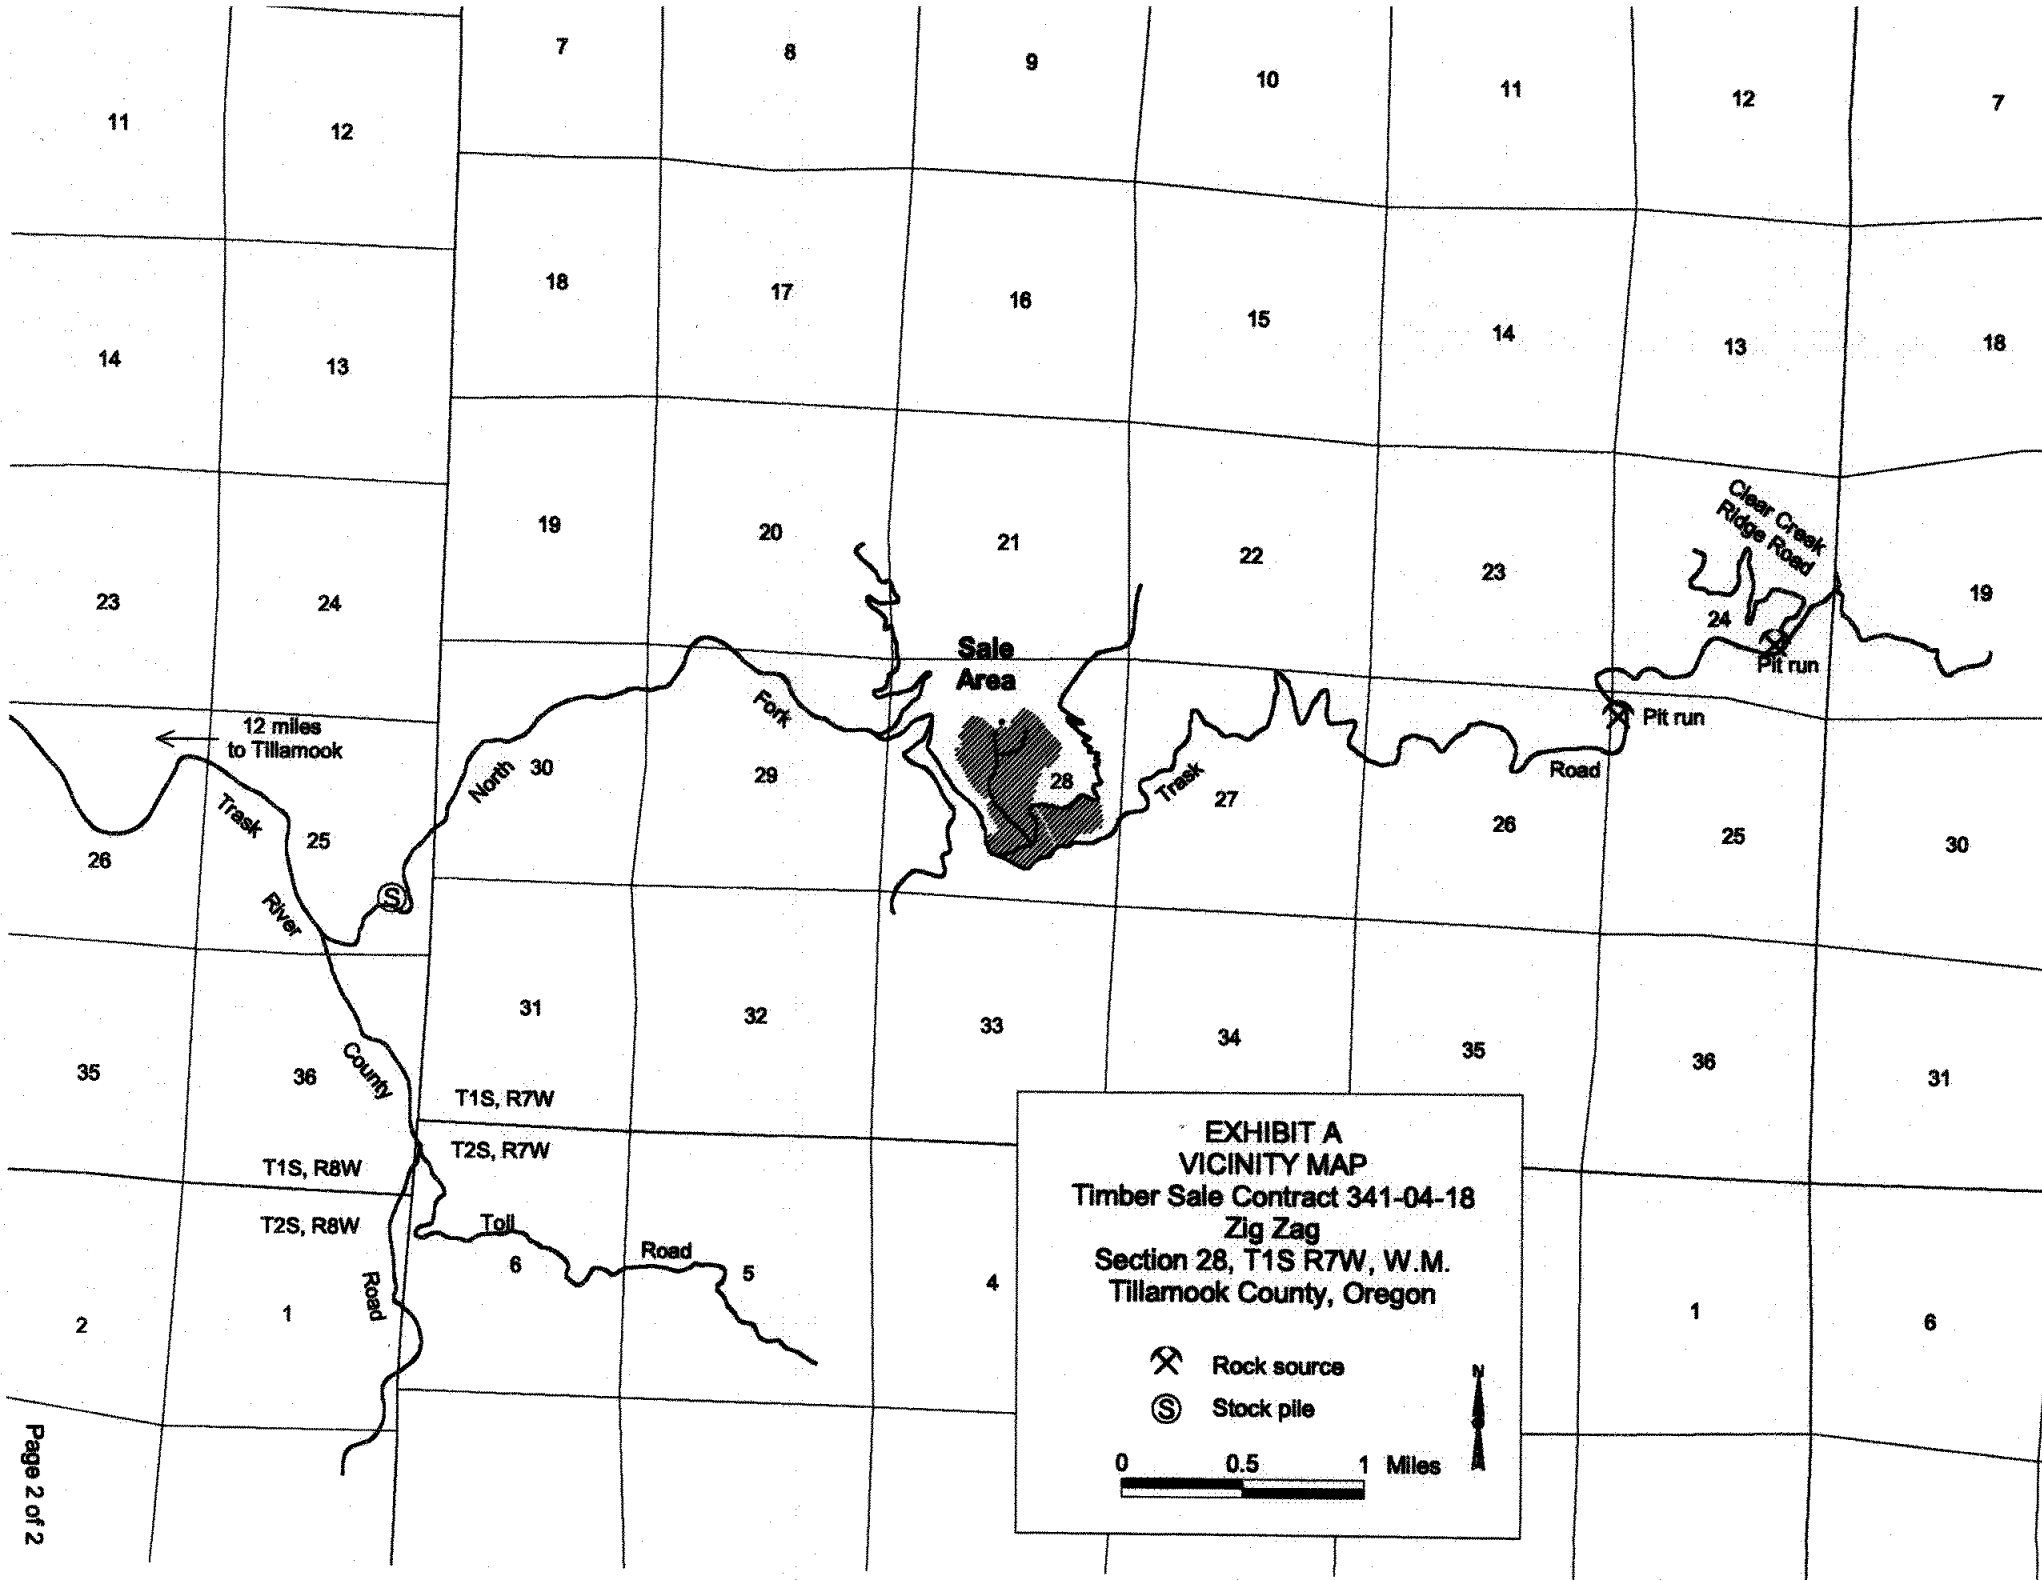 7
8
9
10
11
12
7
11
12
18
17
16
15
14
13
18
14
13
19
20
21
22
23
24
19
Clear Creek
Ridge Road
23
24
Sale
Area
Pit run
Pit run
12 miles
to Tillamook
Trask
River
County
Road
North
Fork
Trask
Road
26
25
30
29
28
27
26
25
30
S
35
36
31
32
33
34
35
36
31
T1S, R7W
T2S, R7W
T1S, R8W
T2S, R8W
Toll
Road
2
1
6
5
4
1
6
EXHIBIT A
VICINITY MAP
Timber Sale Contract 341-04-18
Zig Zag
Section 28, T1S R7W, W.M.
Tillamook County, Oregon
Rock source
S Stock pile
N
0 0.5 1 Miles
Page 2 of 2